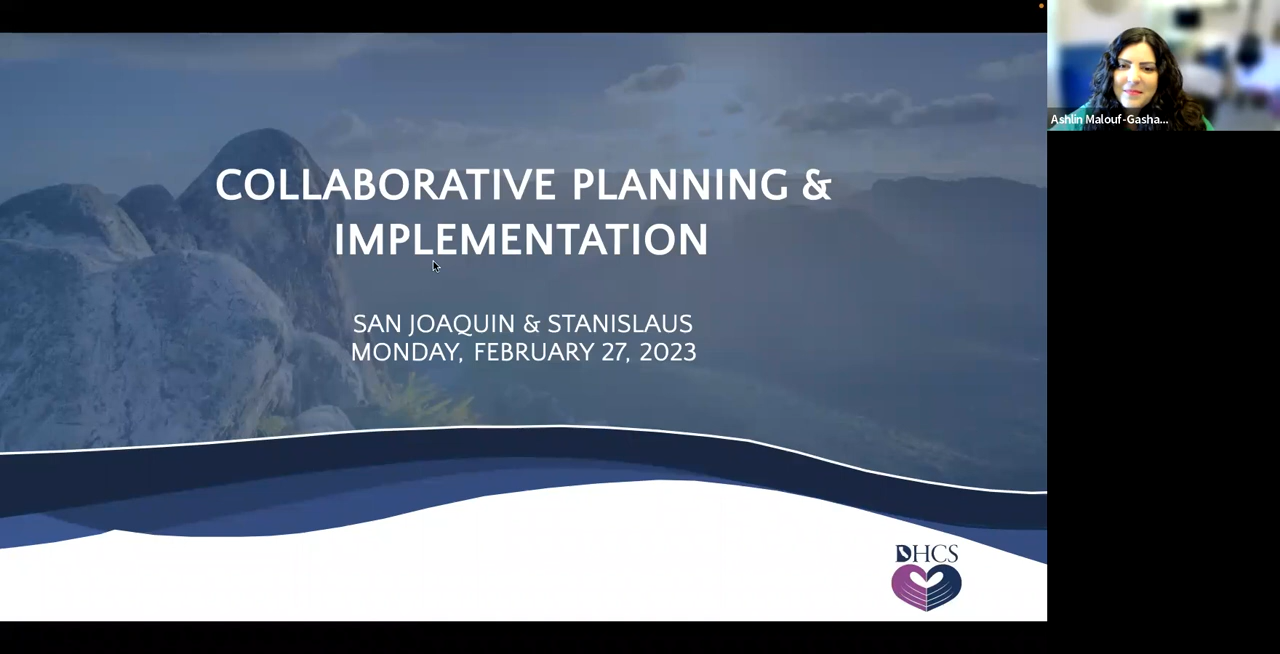 COLLABORATIVE PLANNING &
IMPLEMENTATION
SAN JOAQUIN & STANISLAUS
MONDAY, FEBRUARY 27, 2023
DHCS
Ashlin Malouf-Gasha...